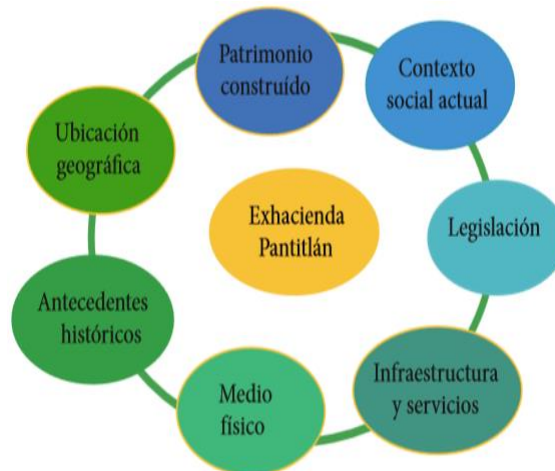 Patrimonio
construído
Contexto
social actual
Ubicación
geográfica
Exhacienda
Pantitlán
Legislación
Antecedentes
históricos
Medio
físico
Infraestructura
y servicios